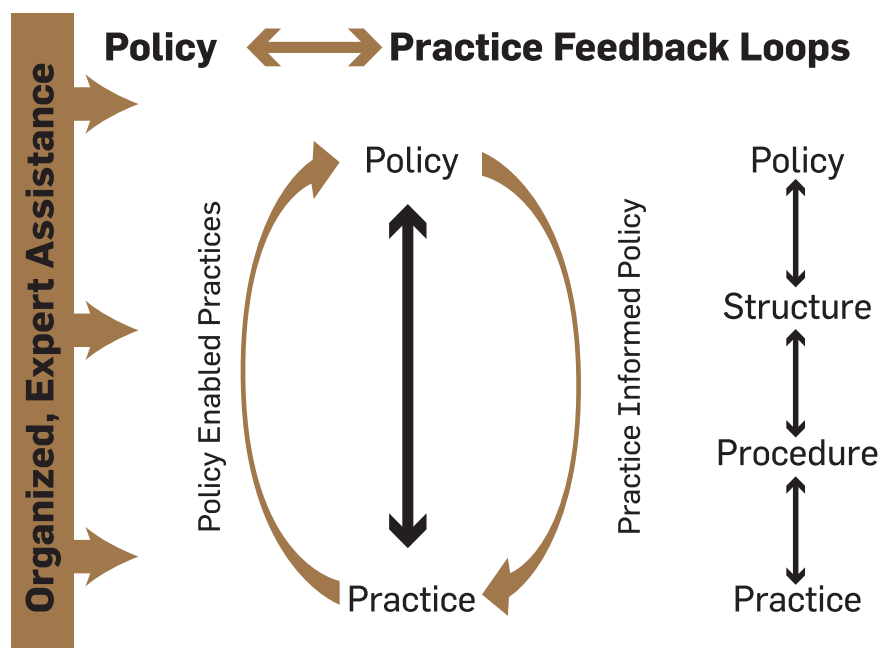 Policy Practice Feedback Loops
Organized, Expert Assistance
Policy
Policy Enabled Practices
Practice Informed Policy
Practice
Policy
Structure
Procedure
Practice